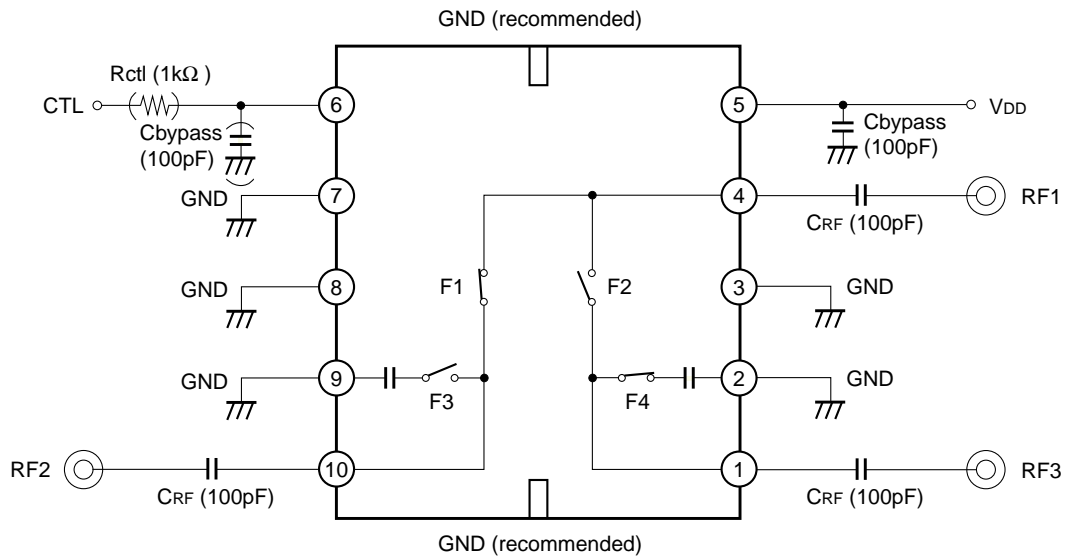 GND (recommended)
Rctl (1kΩ )
CTL
6
5
VDD
Cbypass
(100pF)
Cbypass
(100pF)
GND
7
4
RF1
CRF (100pF)
GND
8
F1
F2
3
GND
GND
9
F3
F4
2
GND
RF2
10
1
RF3
CRF (100pF)
CRF (100pF)
GND (recommended)